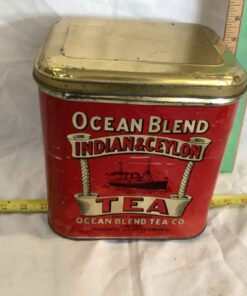 OCEAN BLEND
INDIAN & CEYLON
TEA
OCEAN BLEND TEA CO.